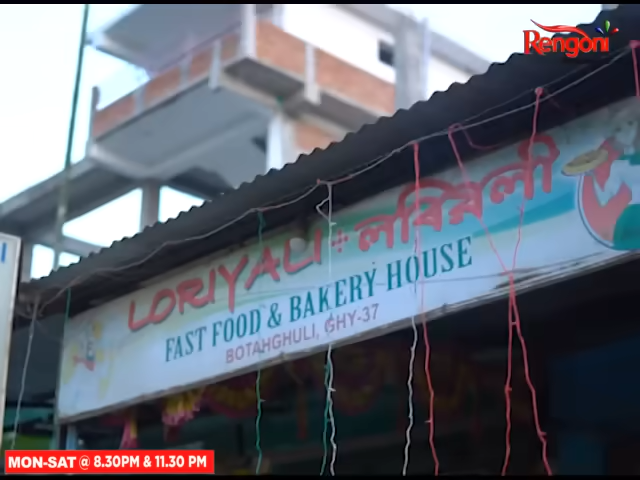 Rengoni
LORIYALI + লৰিয়লী
FAST FOOD & BAKERY HOUSE
BOTAHGHULI, GHY-37
MON-SAT @ 8.30PM & 11.30 PM